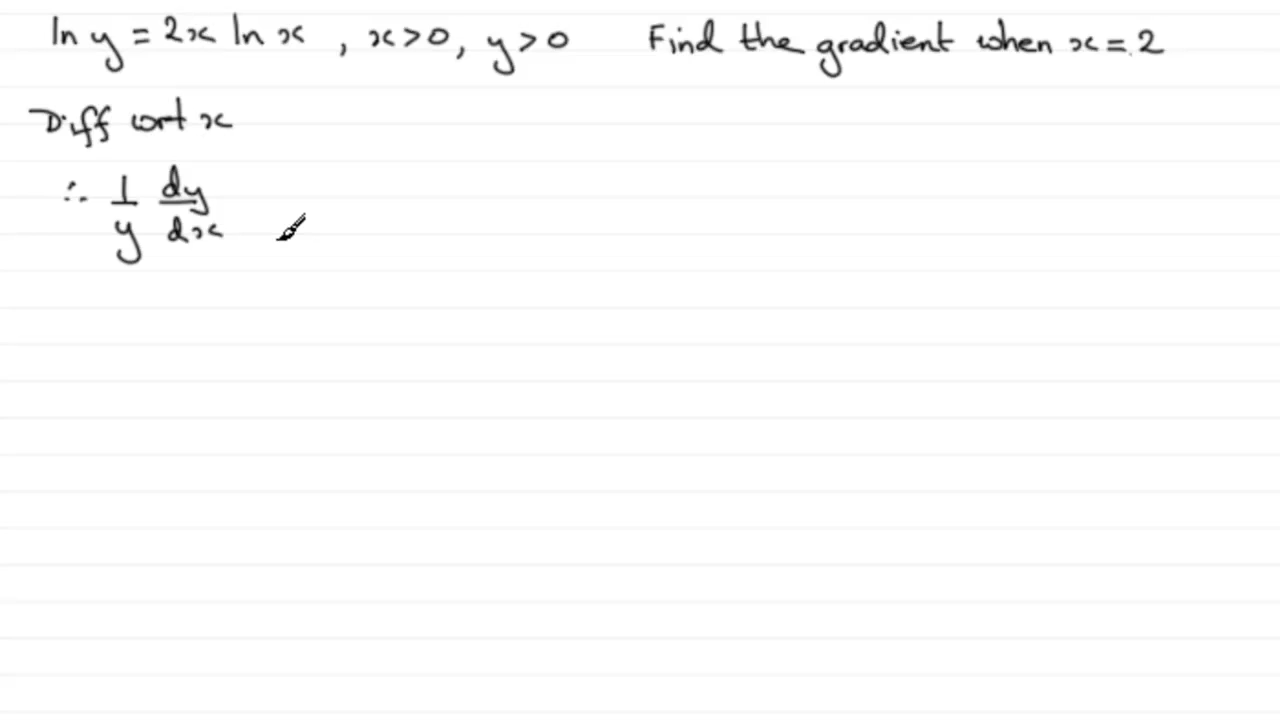 ln y = 2x ln x , x>0, y>0 Find the gradient when x = 2
Diff wrt x
∴ 1/y dy/dx